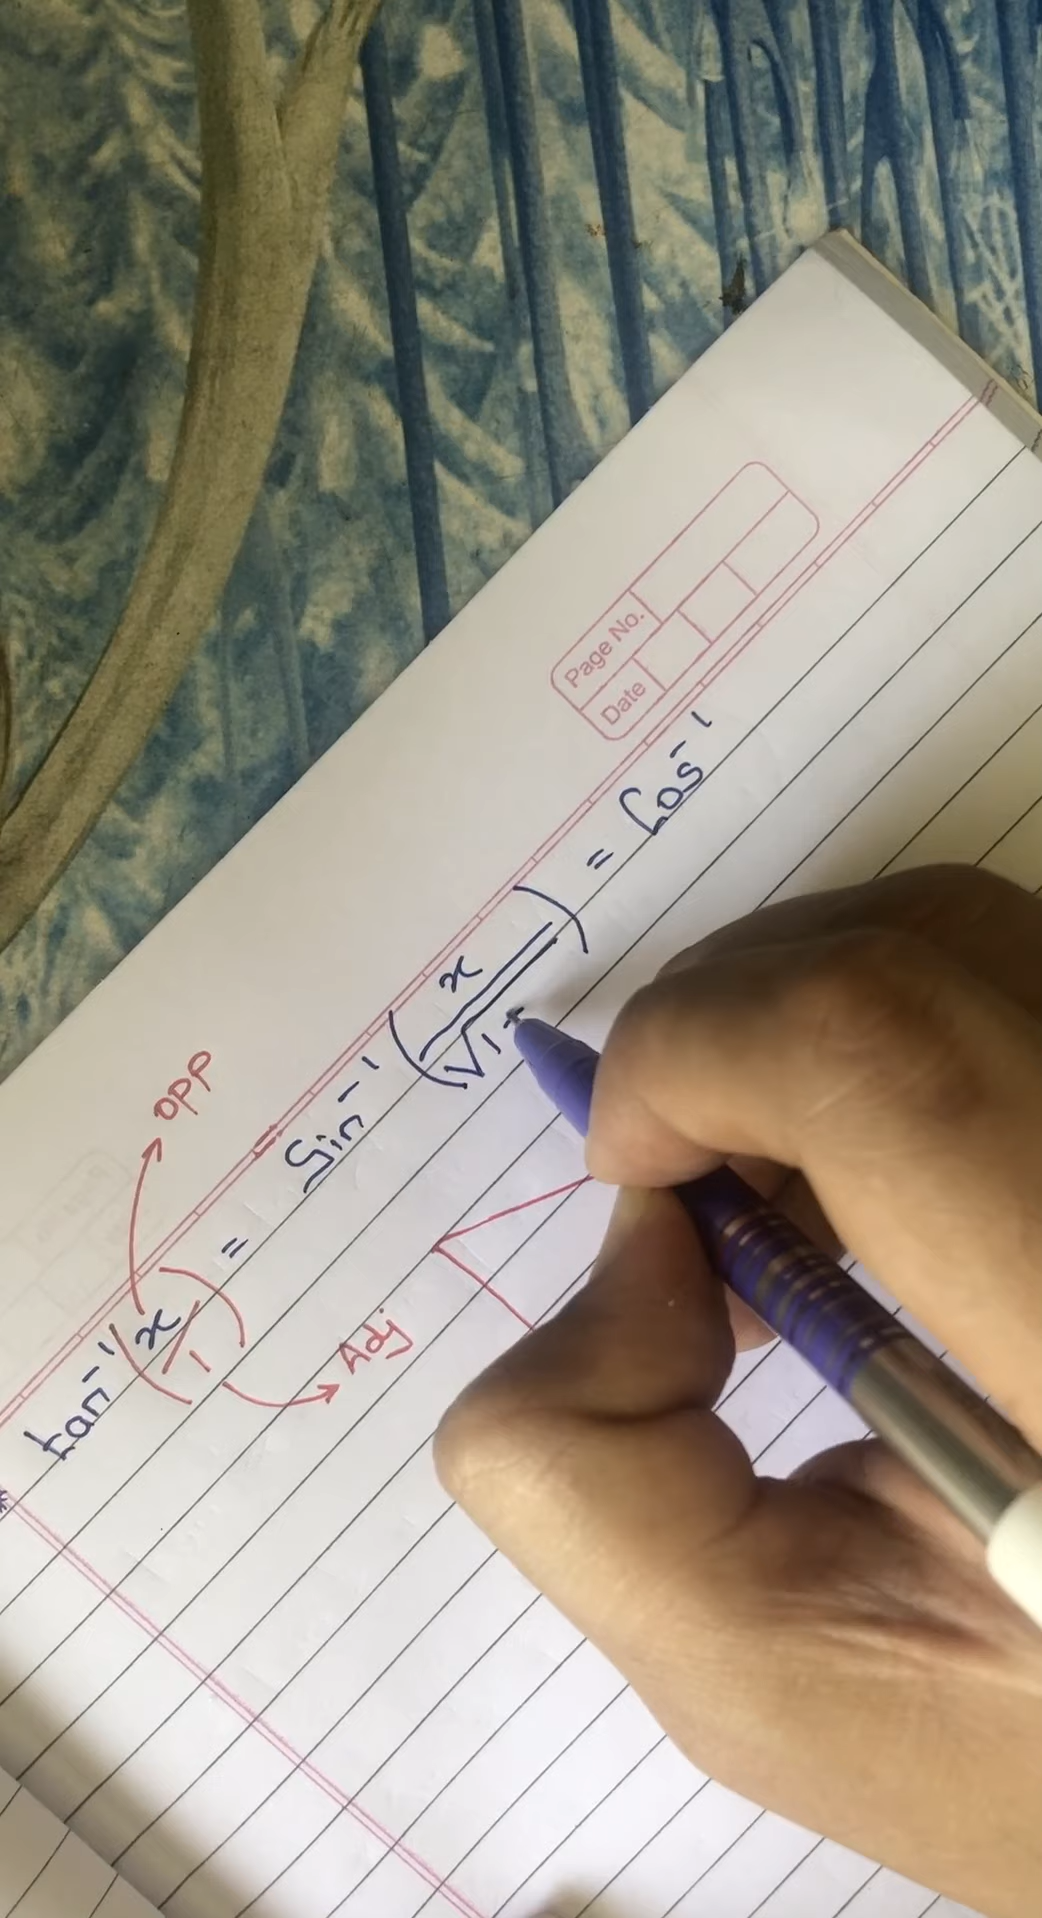 Page No.
Date
opp
tan⁻¹(x/1) = Sin⁻¹(x/√1+) = Cos⁻¹
Adj